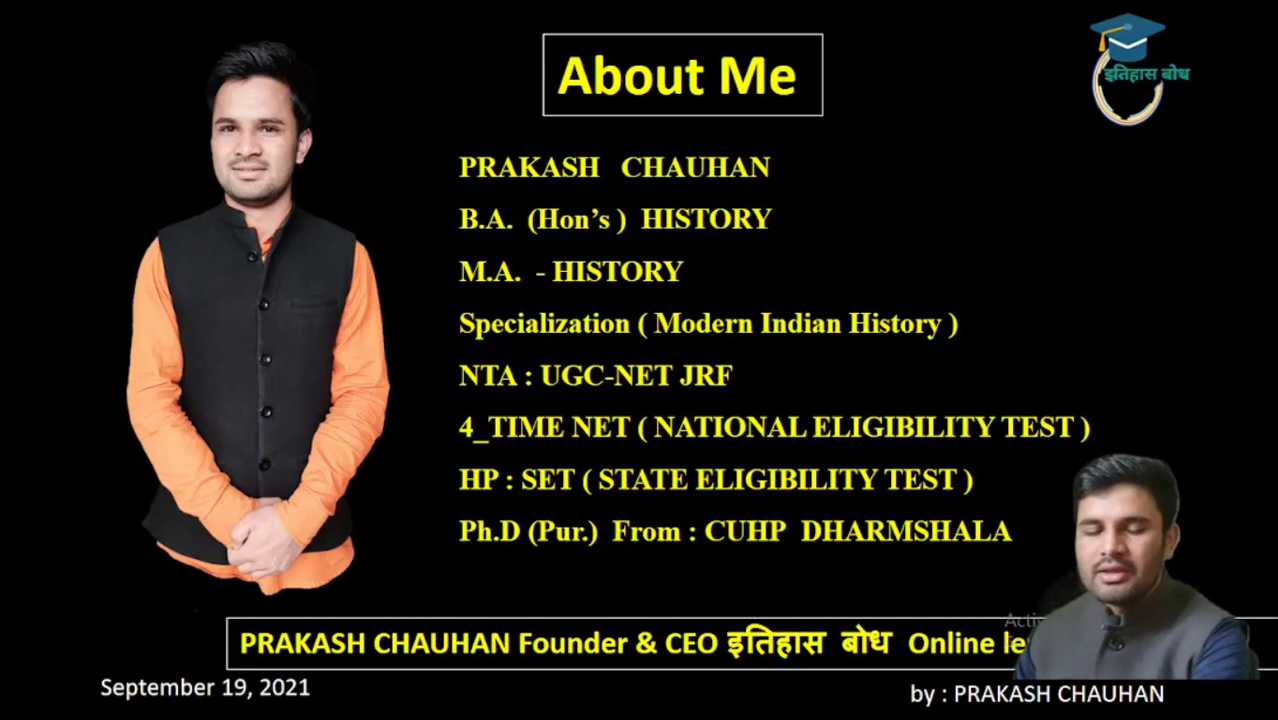 About Me
इतिहास बोध
PRAKASH CHAUHAN
B.A. (Hon’s ) HISTORY
M.A. - HISTORY
Specialization ( Modern Indian History )
NTA : UGC-NET JRF
4_TIME NET ( NATIONAL ELIGIBILITY TEST )
HP : SET ( STATE ELIGIBILITY TEST )
Ph.D (Pur.) From : CUHP DHARMSHALA
PRAKASH CHAUHAN Founder & CEO इतिहास बोध Online
September 19, 2021
by : PRAKASH CHAUHAN